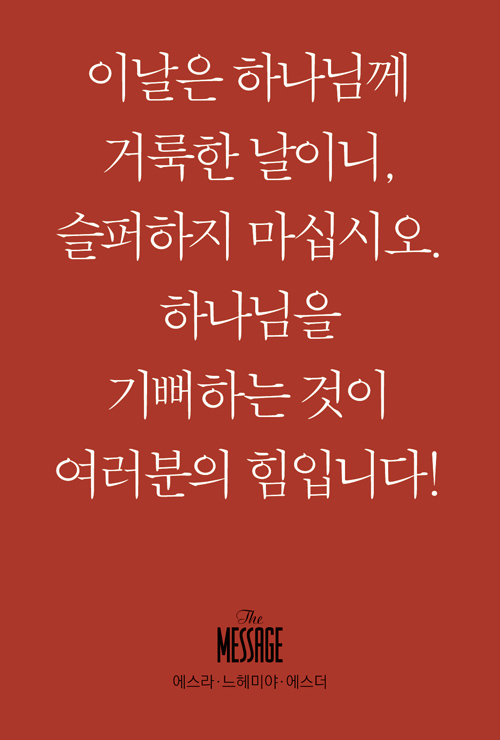 이날은 하나님께
거룩한 날이니,
슬퍼하지 마십시오.
하나님을
기뻐하는 것이
여러분의 힘입니다!
The
MESSAGE
에스라·느헤미야·에스더